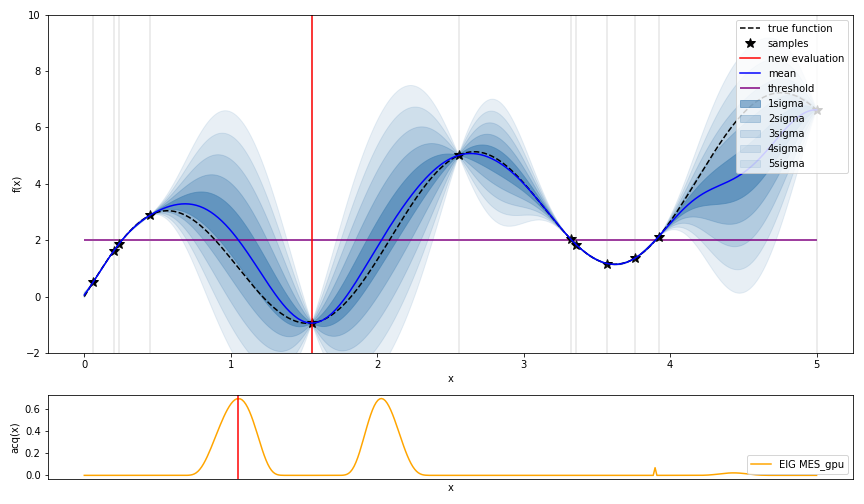 10
8
6
4
2
0
−2
f(x)
0
1
2
3
4
5
x
true function
samples
new evaluation
mean
threshold
1sigma
2sigma
3sigma
4sigma
5sigma
0.6
0.4
0.2
0.0
acq(x)
x
EIG MES_gpu